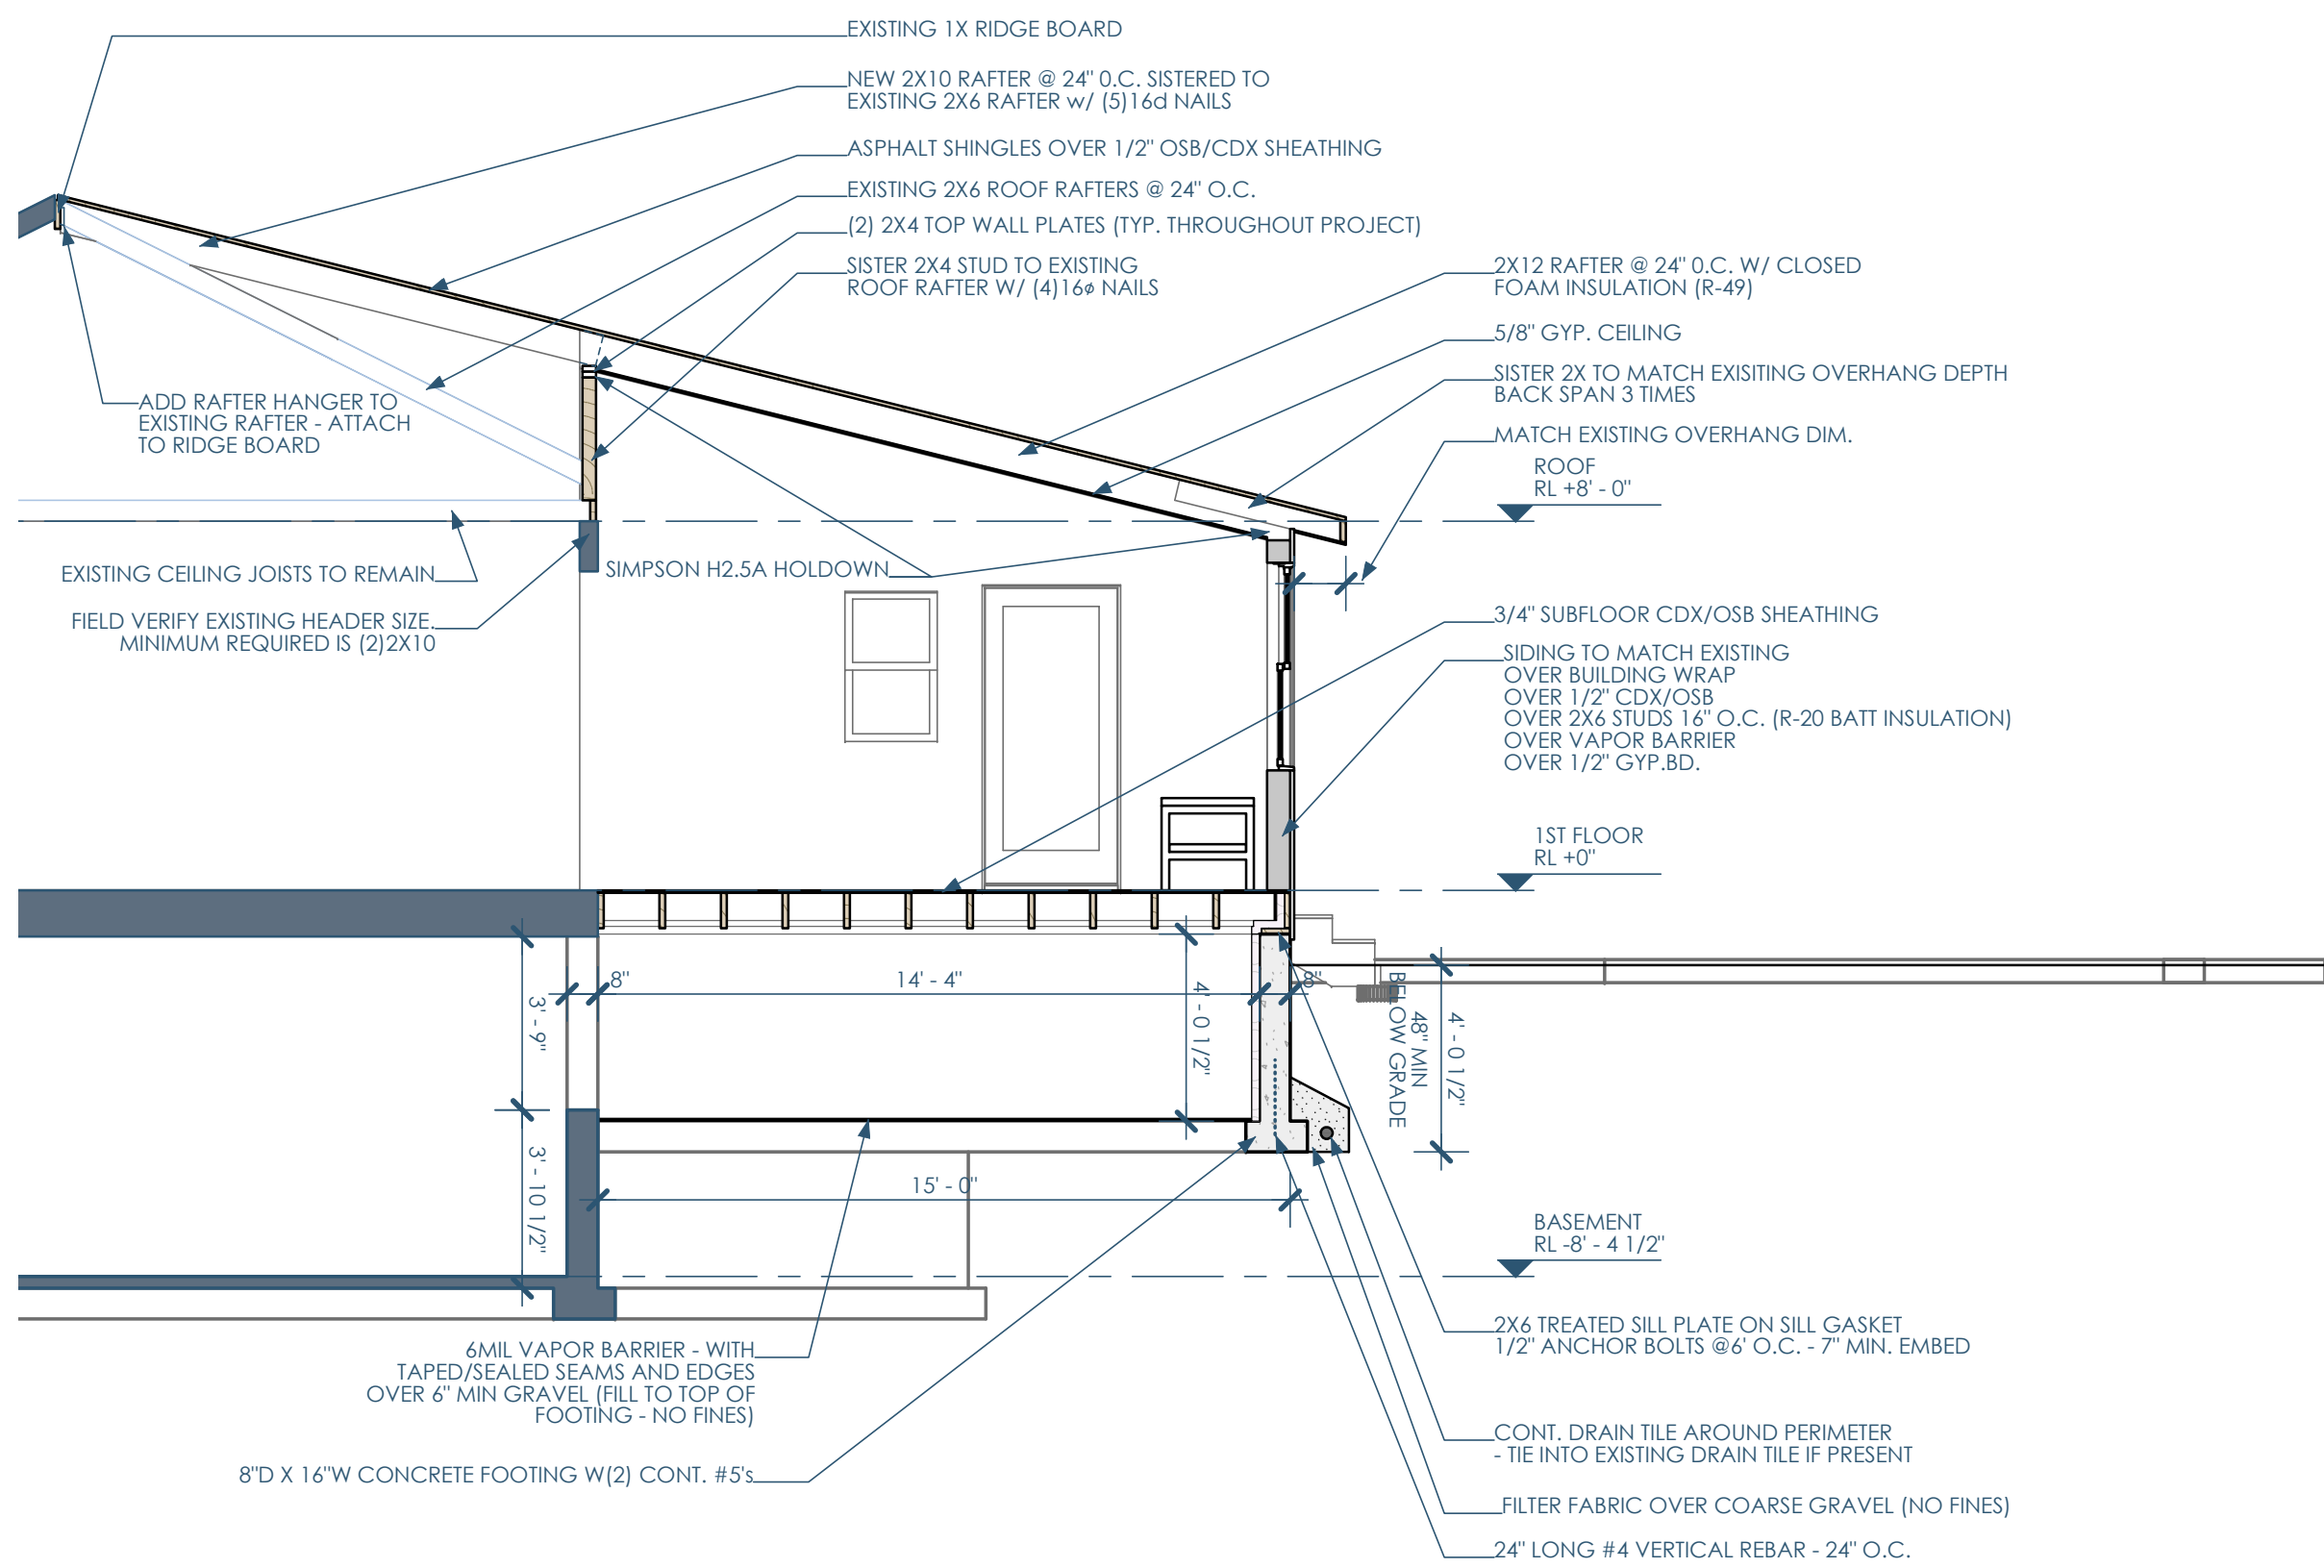 EXISTING 1X RIDGE BOARD
NEW 2X10 RAFTER @ 24" 0.C. SISTERED TO
EXISTING 2X6 RAFTER w/ (5)16d NAILS
ASPHALT SHINGLES OVER 1/2" OSB/CDX SHEATHING
EXISTING 2X6 ROOF RAFTERS @ 24" O.C.
(2) 2X4 TOP WALL PLATES (TYP. THROUGHOUT PROJECT)
SISTER 2X4 STUD TO EXISTING
ROOF RAFTER W/ (4)16ø NAILS
2X12 RAFTER @ 24" 0.C. W/ CLOSED
FOAM INSULATION (R-49)
5/8" GYP. CEILING
SISTER 2X TO MATCH EXISITING OVERHANG DEPTH
BACK SPAN 3 TIMES
MATCH EXISTING OVERHANG DIM.
ROOF
RL +8' - 0"
ADD RAFTER HANGER TO
EXISTING RAFTER - ATTACH
TO RIDGE BOARD
EXISTING CEILING JOISTS TO REMAIN
SIMPSON H2.5A HOLDOWN
FIELD VERIFY EXISTING HEADER SIZE.
MINIMUM REQUIRED IS (2)2X10
3/4" SUBFLOOR CDX/OSB SHEATHING
SIDING TO MATCH EXISTING
OVER BUILDING WRAP
OVER 1/2" CDX/OSB
OVER 2X6 STUDS 16" O.C. (R-20 BATT INSULATION)
OVER VAPOR BARRIER
OVER 1/2" GYP.BD.
1ST FLOOR
RL +0"
3' - 9"
8"
14' - 4"
4' - 0 1/2"
8"
4' - 0 1/2"
48" MIN
BELOW GRADE
3' - 10 1/2"
15' - 0"
BASEMENT
RL -8' - 4 1/2"
6MIL VAPOR BARRIER - WITH
TAPED/SEALED SEAMS AND EDGES
OVER 6" MIN GRAVEL (FILL TO TOP OF
FOOTING - NO FINES)
8"D X 16"W CONCRETE FOOTING W(2) CONT. #5's
2X6 TREATED SILL PLATE ON SILL GASKET
1/2" ANCHOR BOLTS @6' O.C. - 7" MIN. EMBED
CONT. DRAIN TILE AROUND PERIMETER
- TIE INTO EXISTING DRAIN TILE IF PRESENT
FILTER FABRIC OVER COARSE GRAVEL (NO FINES)
24" LONG #4 VERTICAL REBAR - 24" O.C.